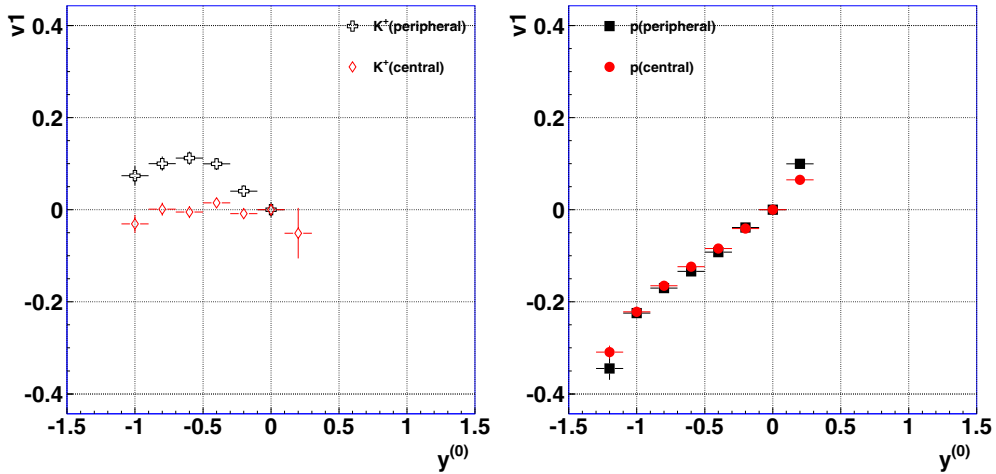 v1
0.4
0.2
0
-0.2
-0.4
K+(peripheral)
K+(central)
-1.5 -1 -0.5 0 0.5 1 1.5
y(0)
v1
0.4
0.2
0
-0.2
-0.4
p(peripheral)
p(central)
-1.5 -1 -0.5 0 0.5 1 1.5
y(0)